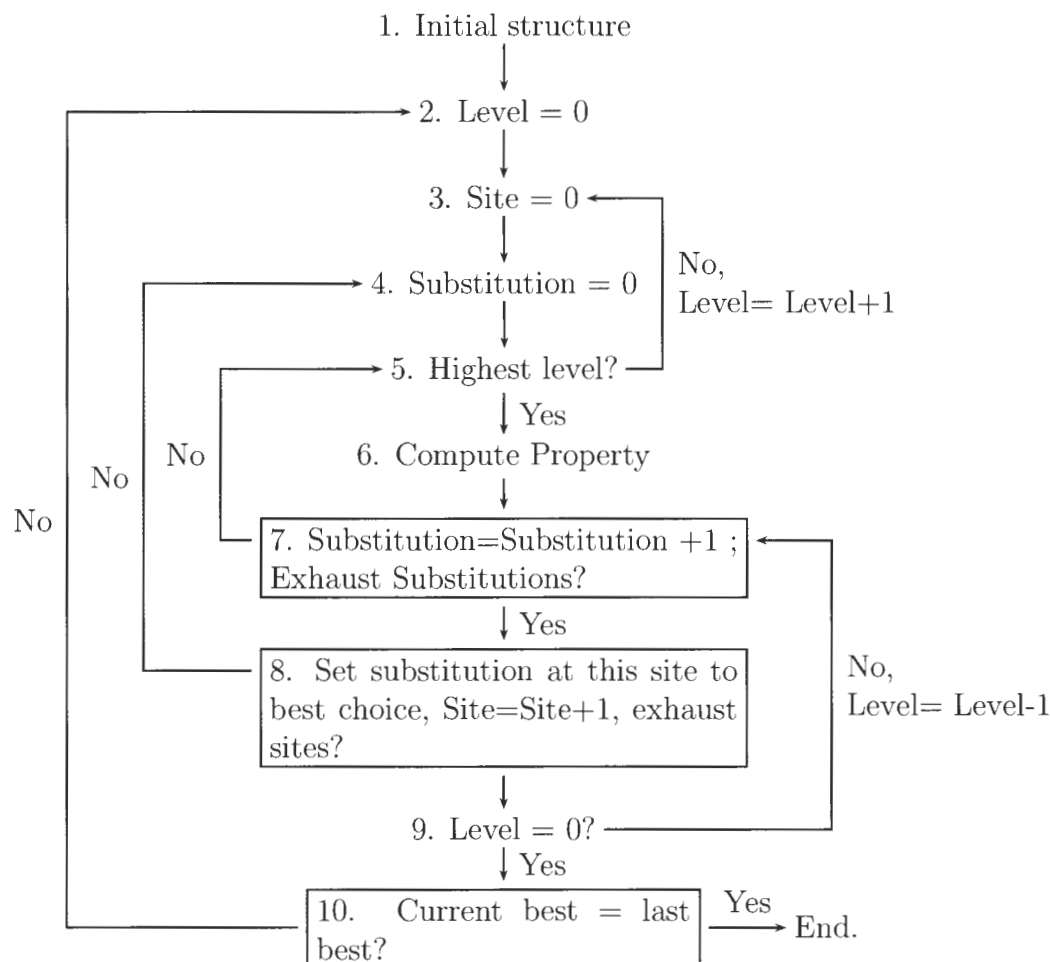 1. Initial structure
2. Level = 0
3. Site = 0
No,
Level= Level+1
4. Substitution = 0
5. Highest level?
Yes
6. Compute Property
No
No
No
7. Substitution=Substitution +1 ;
Exhaust Substitutions?
Yes
8. Set substitution at this site to
best choice, Site=Site+1, exhaust
sites?
No,
Level= Level-1
9. Level = 0?
Yes
10. Current best = last
best?
Yes
End.